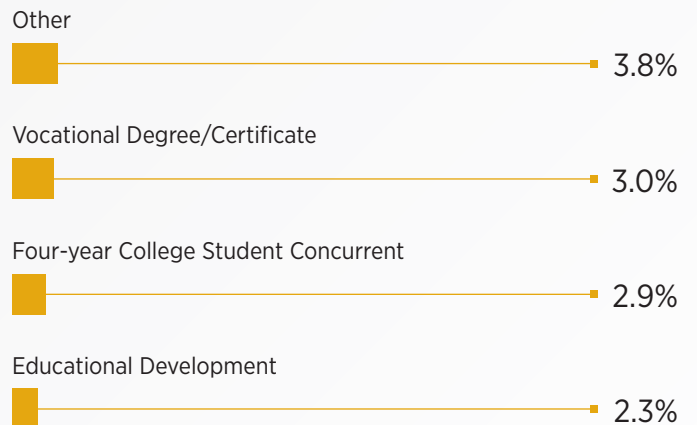 Other
3.8%
Vocational Degree/Certificate
3.0%
Four-year College Student Concurrent
2.9%
Educational Development
2.3%